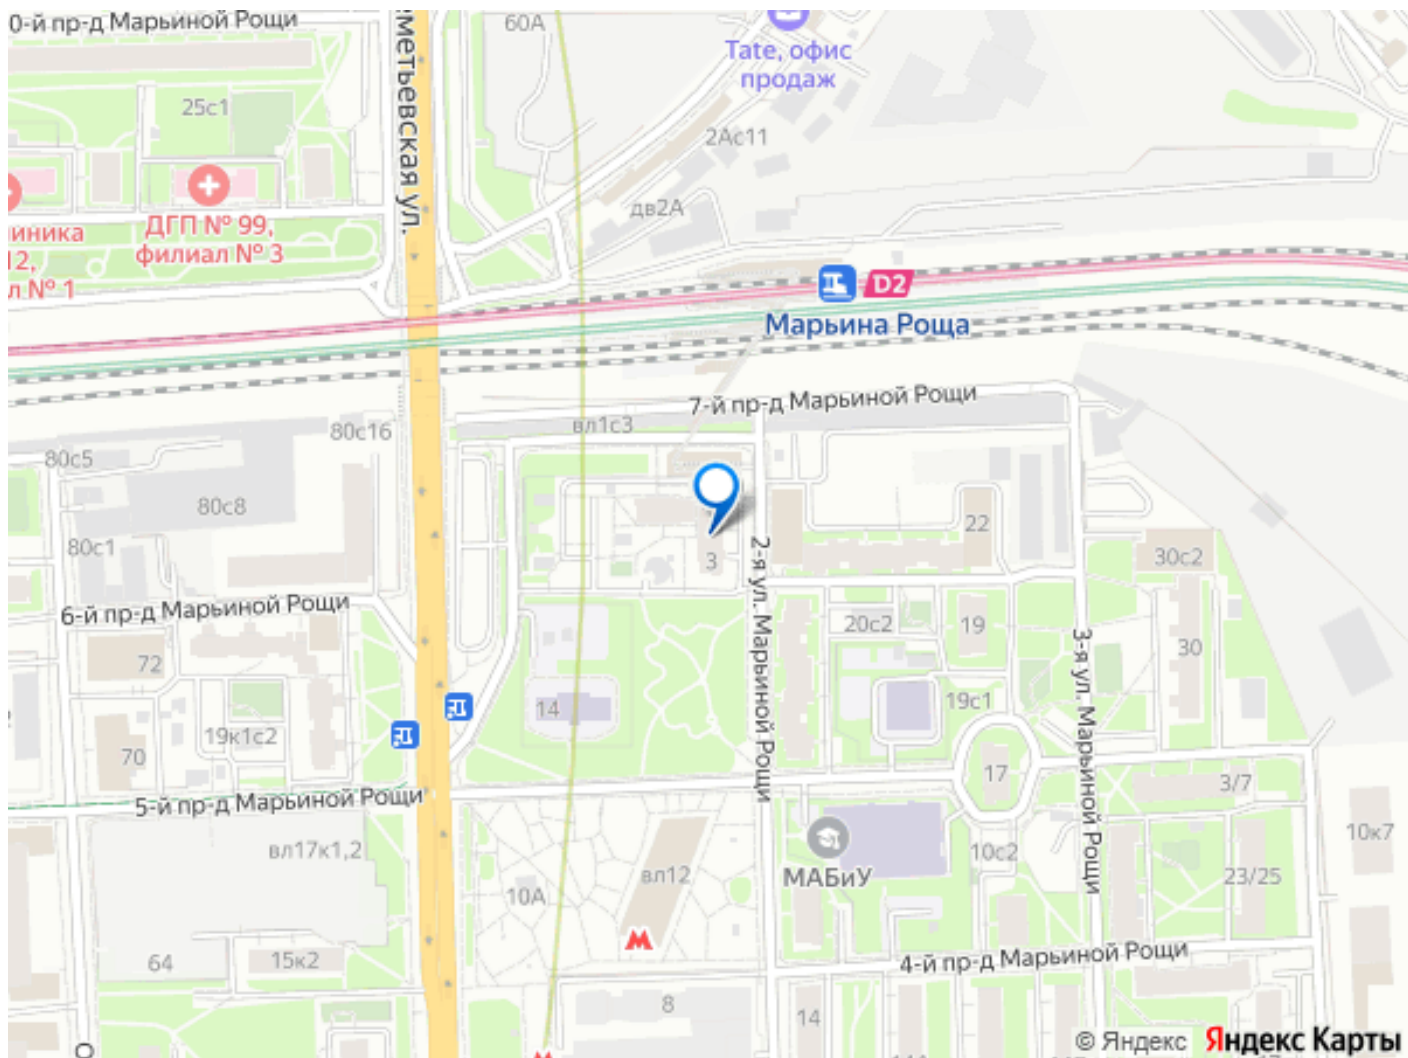 0-й пр-д Марьиной Рощи
60А
Tate, офис
продаж
25с1
2Ас11
еметьевская ул.
ДГП № 99,
филиал № 3
иника
12,
л № 1
дв2А
D2
Марьина Роща
7-й пр-д Марьиной Рощи
80с16
вл1с3
80с5
80с8
22
80с1
3
2-я ул. Марьиной Рощи
30с2
6-й пр-д Марьиной Рощи
20с2
19
3-я ул. Марьиной Рощи
72
30
14
19с1
19к1с2
70
17
3/7
5-й пр-д Марьиной Рощи
10к7
вл17к1,2
10с2
вл12
МАБиУ
23/25
10А
4-й пр-д Марьиной Рощи
64
15к2
8
14
© Яндекс Яндекс Карты